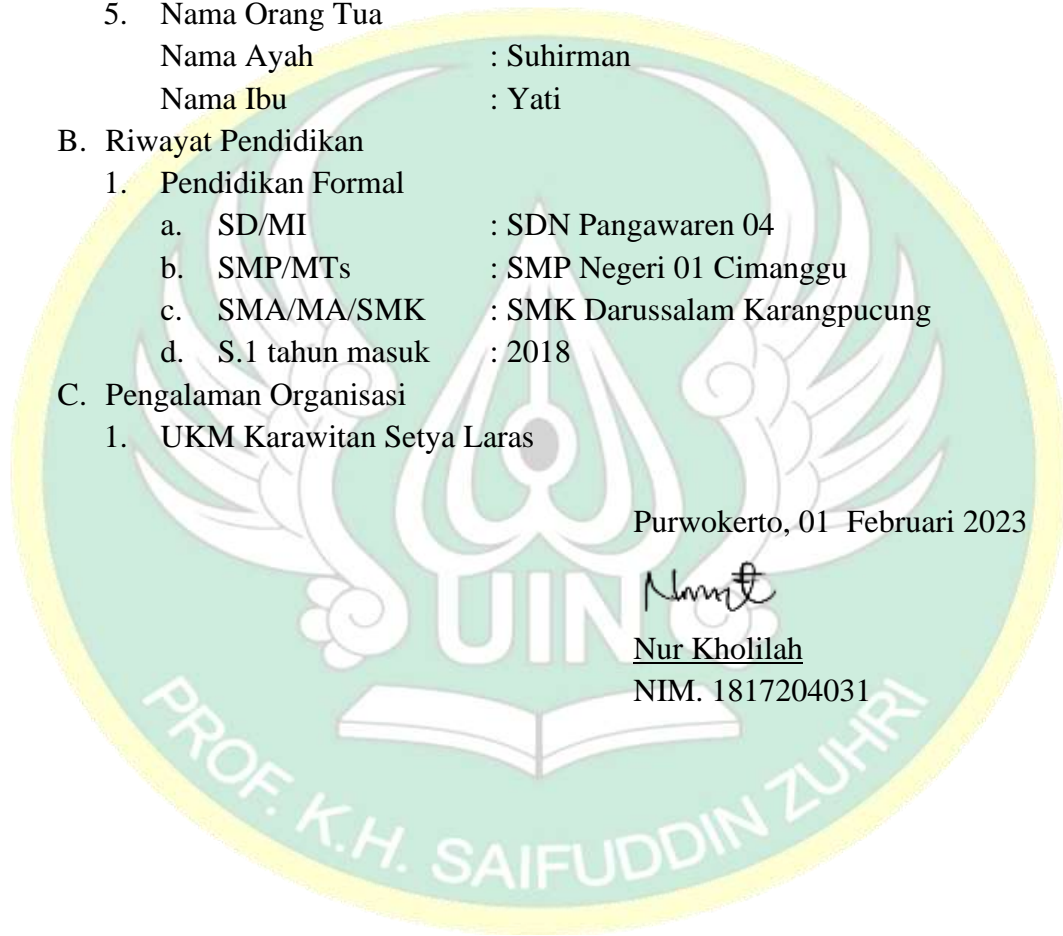 5. Nama Orang Tua
Nama Ayah : Suhirman
Nama Ibu : Yati
B. Riwayat Pendidikan
1. Pendidikan Formal
a. SD/MI : SDN Pangawaren 04
b. SMP/MTs : SMP Negeri 01 Cimanggu
c. SMA/MA/SMK : SMK Darussalam Karangpucung
d. S.1 tahun masuk : 2018
C. Pengalaman Organisasi
1. UKM Karawitan Setya Laras
Purwokerto, 01 Februari 2023
Nur Kholilah
NIM. 1817204031
UIN
PROF. K.H. SAIFUDDIN ZUHRI